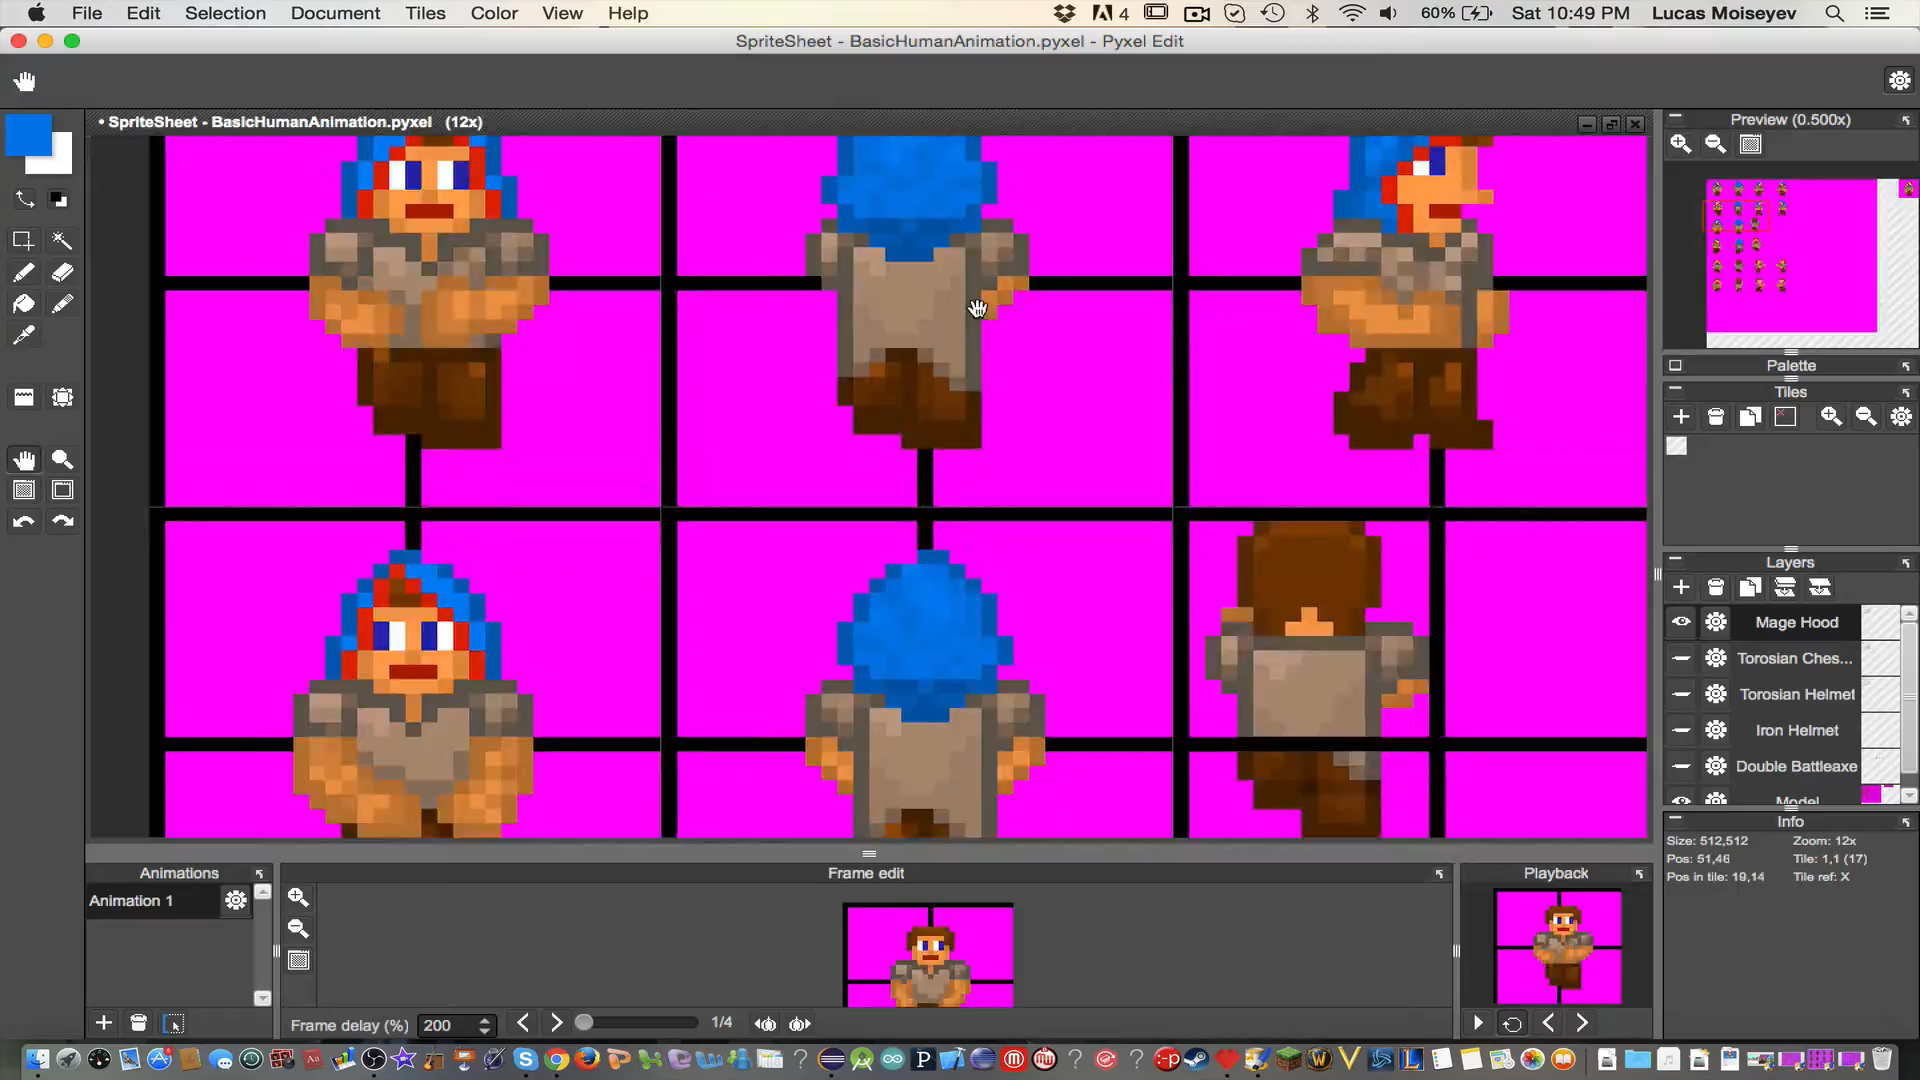 File Edit Selection Document Tiles Color View Help 4 60% Sat 10:49 PM Lucas Moiseyev
SpriteSheet - BasicHumanAnimation.pyxel - Pyxel Edit
• SpriteSheet - BasicHumanAnimation.pyxel (12x)
Preview (0.500x)
Palette
Tiles
Layers
Mage Hood
Torosian Ches...
Torosian Helmet
Iron Helmet
Double Battleaxe
Model
Info
Size: 512,512 Zoom: 12x
Pos: 51,46 Tile: 1,1 (17)
Pos in tile: 19,14 Tile ref: X
Animations
Animation 1
Frame edit
Playback
Frame delay (%) 200 1/4